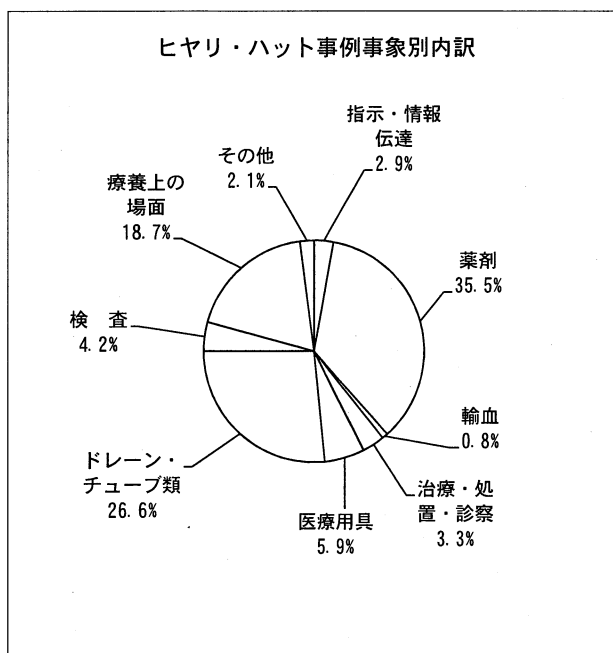 ヒヤリ・ハット事例事象別内訳
指示・情報
伝達
2.9%
薬剤
35.5%
輸血
0.8%
治療・処
置・診察
3.3%
医療用具
5.9%
ドレーン・
チューブ類
26.6%
検　査
4.2%
療養上の
場面
18.7%
その他
2.1%